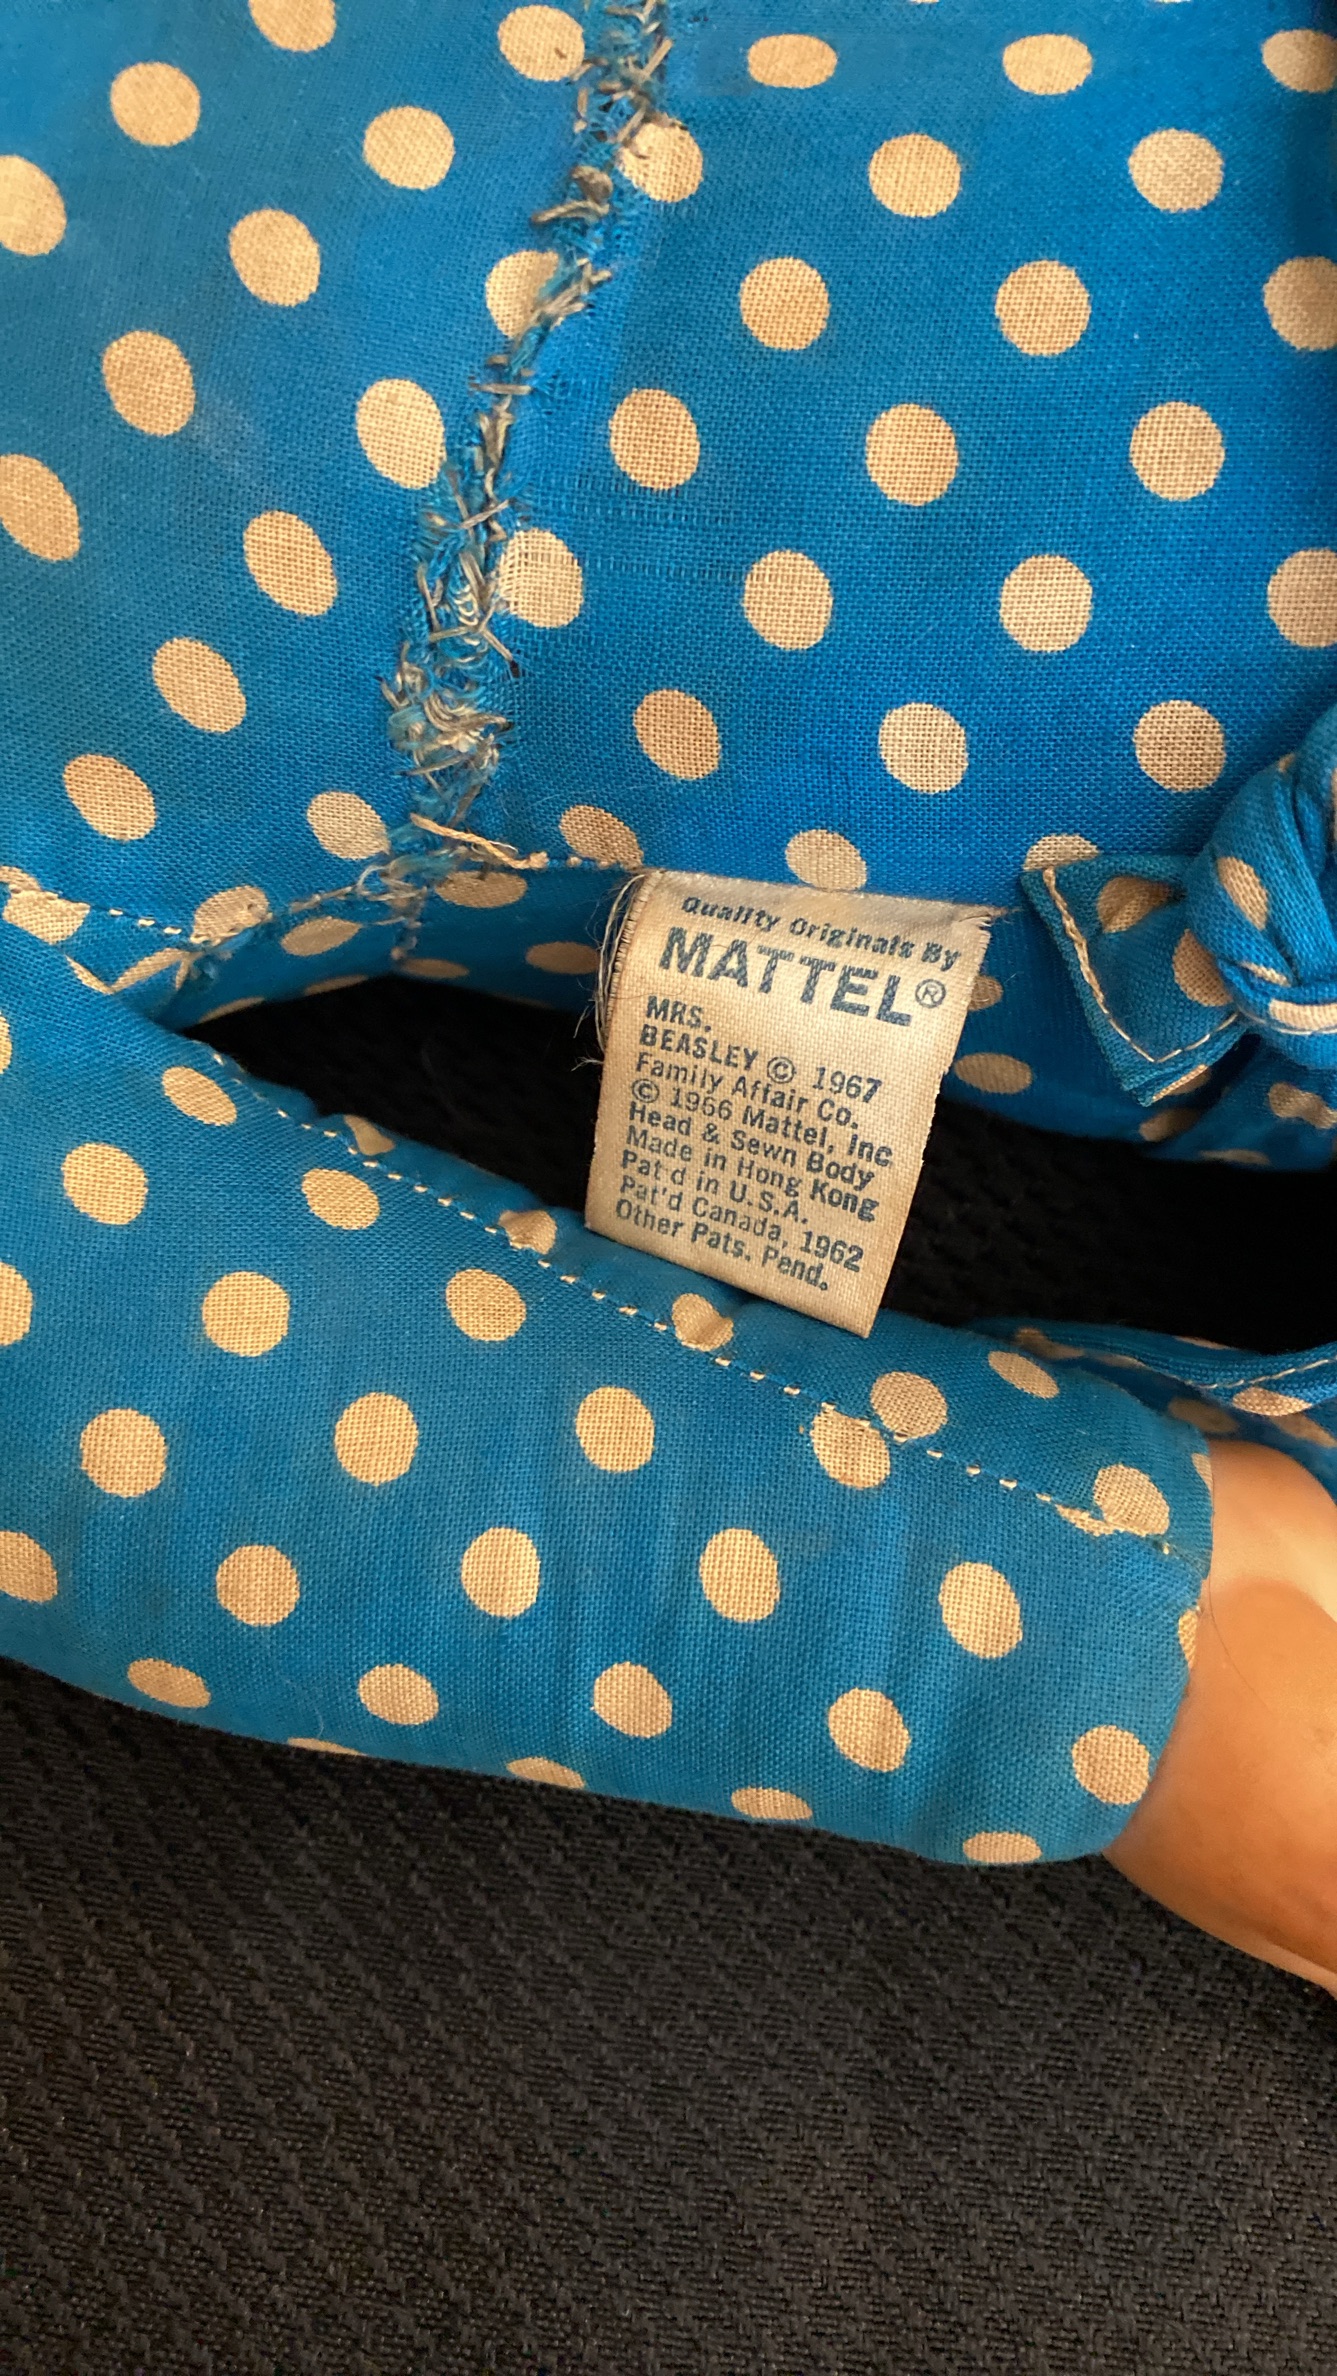 Quality Originals By
MATTEL®
MRS.
BEASLEY © 1967
Family Affair Co.
© 1966 Mattel, Inc
Head & Sewn Body
Made in Hong Kong
Pat'd in U.S.A.
Pat'd Canada, 1962
Other Pats. Pend.